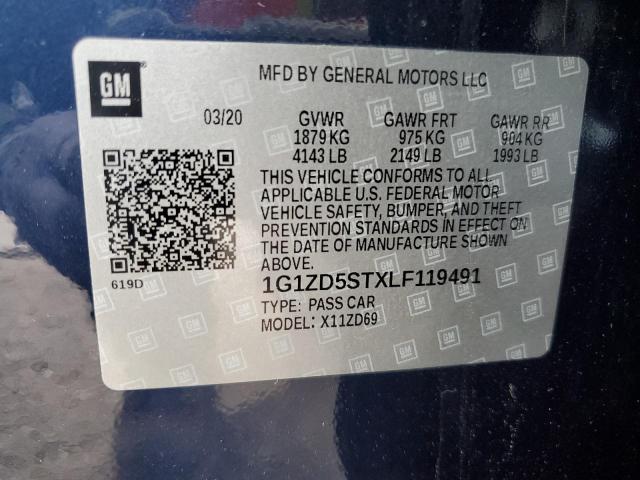 GM
MFD BY GENERAL MOTORS LLC
03/20 GVWR GAWR FRT GAWR RR
1879 KG 975 KG 904 KG
4143 LB 2149 LB 1993 LB
THIS VEHICLE CONFORMS TO ALL
APPLICABLE U.S. FEDERAL MOTOR
VEHICLE SAFETY, BUMPER, AND THEFT
PREVENTION STANDARDS IN EFFECT ON
THE DATE OF MANUFACTURE SHOWN
ABOVE.
619D 1G1ZD5STXLF119491
TYPE: PASS CAR
MODEL: X11ZD69